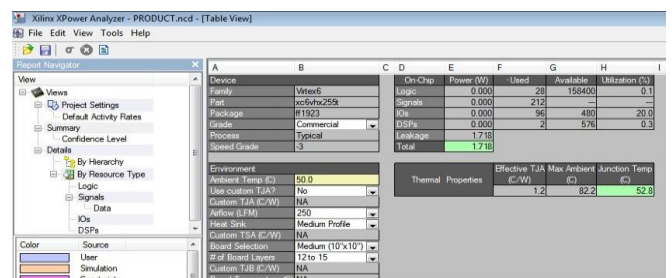 Xilinx XPower Analyzer - PRODUCT.ncd - [Table View]
File Edit View Tools Help
Report Navigator
View
Views
Project Settings
Default Activity Rates
Summary
Confidence Level
Details
By Hierarchy
By Resource Type
Logic
Signals
Data
IOs
DSPs
Color Source
User
Simulation
A B C D E F G H I
Device
Family Virtex6
Part xc6vhx255t
Package ff1923
Grade Commercial
Process Typical
Speed Grade -3
Environment
Ambient Temp (C) 50.0
Use custom TJA? No
Custom TJA (C/W) NA
Airflow (LFM) 250
Heat Sink Medium Profile
Custom TSA (C/W) NA
Board Selection Medium (10"x10")
# of Board Layers 12 to 15
Custom TJB (C/W) NA
On-Chip Power (W) Used Available Utilization (%)
Logic 0.000 28 158400 0.1
Signals 0.000 212 --- ---
IOs 0.000 96 480 20.0
DSPs 0.000 2 576 0.3
Leakage 1.718
Total 1.718
Effective TJA Max Ambient Junction Temp
Thermal Properties (C/W) (C) (C)
1.2 82.2 52.8